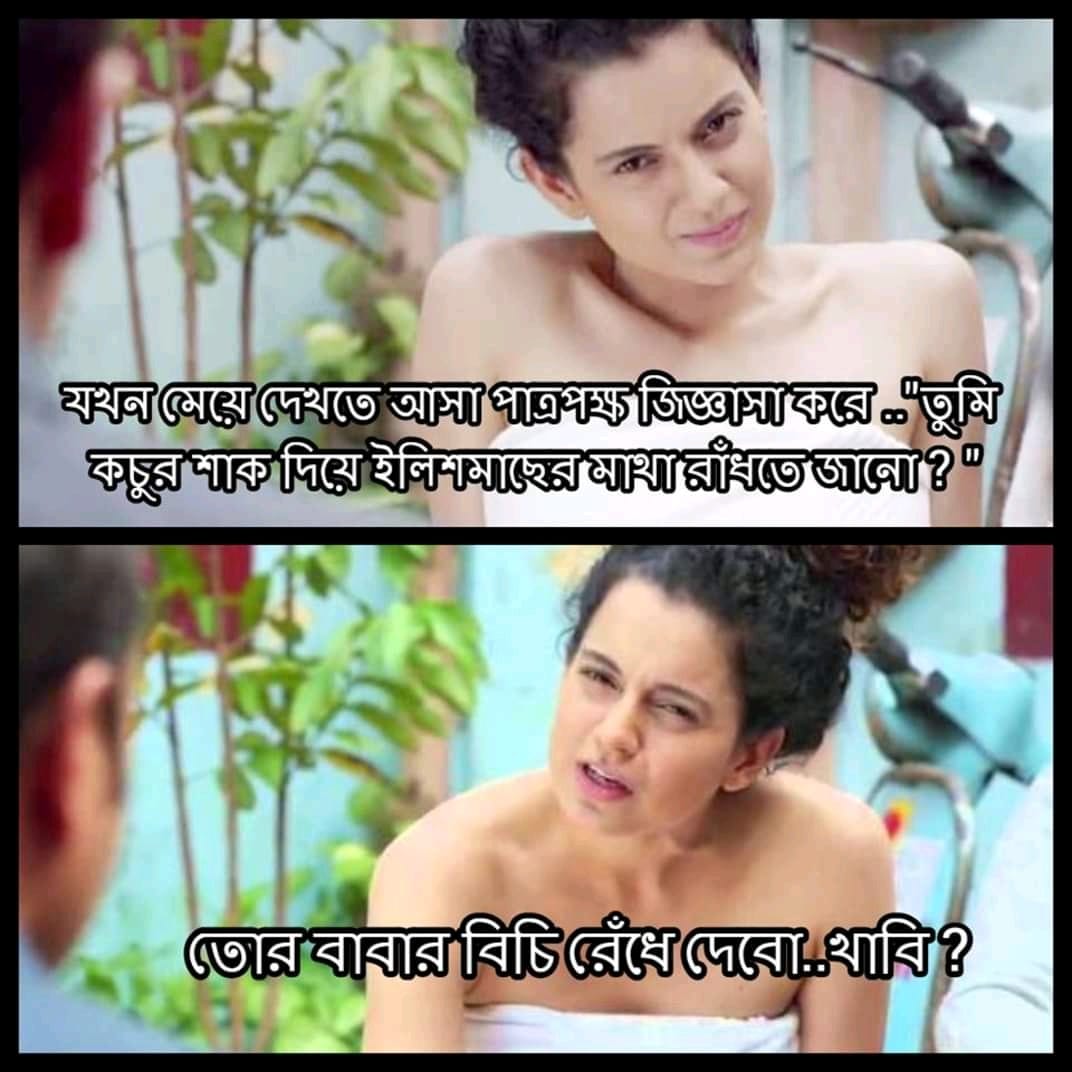 যখন মেয়ে দেখতে আসা পাত্রপক্ষ জিজ্ঞাসা করে .."তুমি
কচুর শাক দিয়ে ইলিশমাছের মাথা রাঁধতে জানো ? "
তোর বাবার বিচি রেঁধে দেবো..খাবি ?